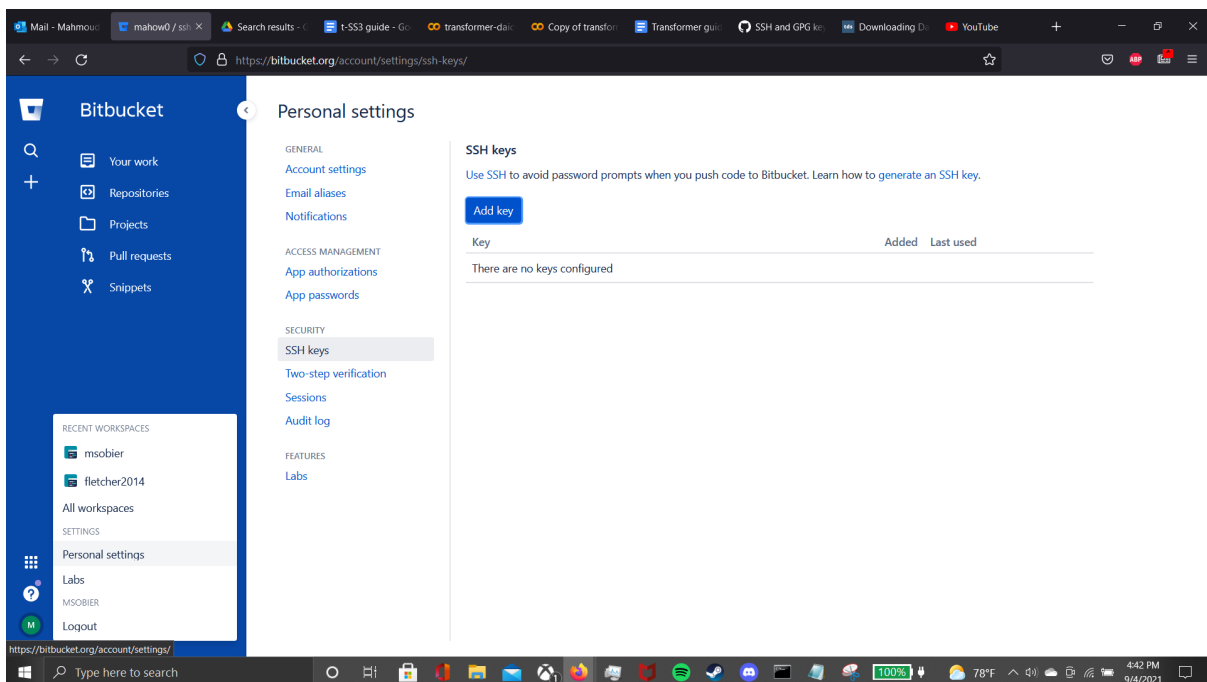 Mail - Mahmoud
mahow0 / ssh
Search results - G
t-SS3 guide - Go
transformer-daic
Copy of transfor
Transformer guid
SSH and GPG key
Downloading Da
YouTube
https://bitbucket.org/account/settings/ssh-keys/
ABP
Bitbucket
Your work
Repositories
Projects
Pull requests
Snippets
RECENT WORKSPACES
msobier
fletcher2014
All workspaces
SETTINGS
Personal settings
Labs
MSOBIER
Logout
M
https://bitbucket.org/account/settings/
Personal settings
GENERAL
Account settings
Email aliases
Notifications
ACCESS MANAGEMENT
App authorizations
App passwords
SECURITY
SSH keys
Two-step verification
Sessions
Audit log
FEATURES
Labs
SSH keys
Use SSH to avoid password prompts when you push code to Bitbucket. Learn how to generate an SSH key.
Add key
Key Added Last used
There are no keys configured
Type here to search
100%
78°F
4:42 PM
9/4/2021